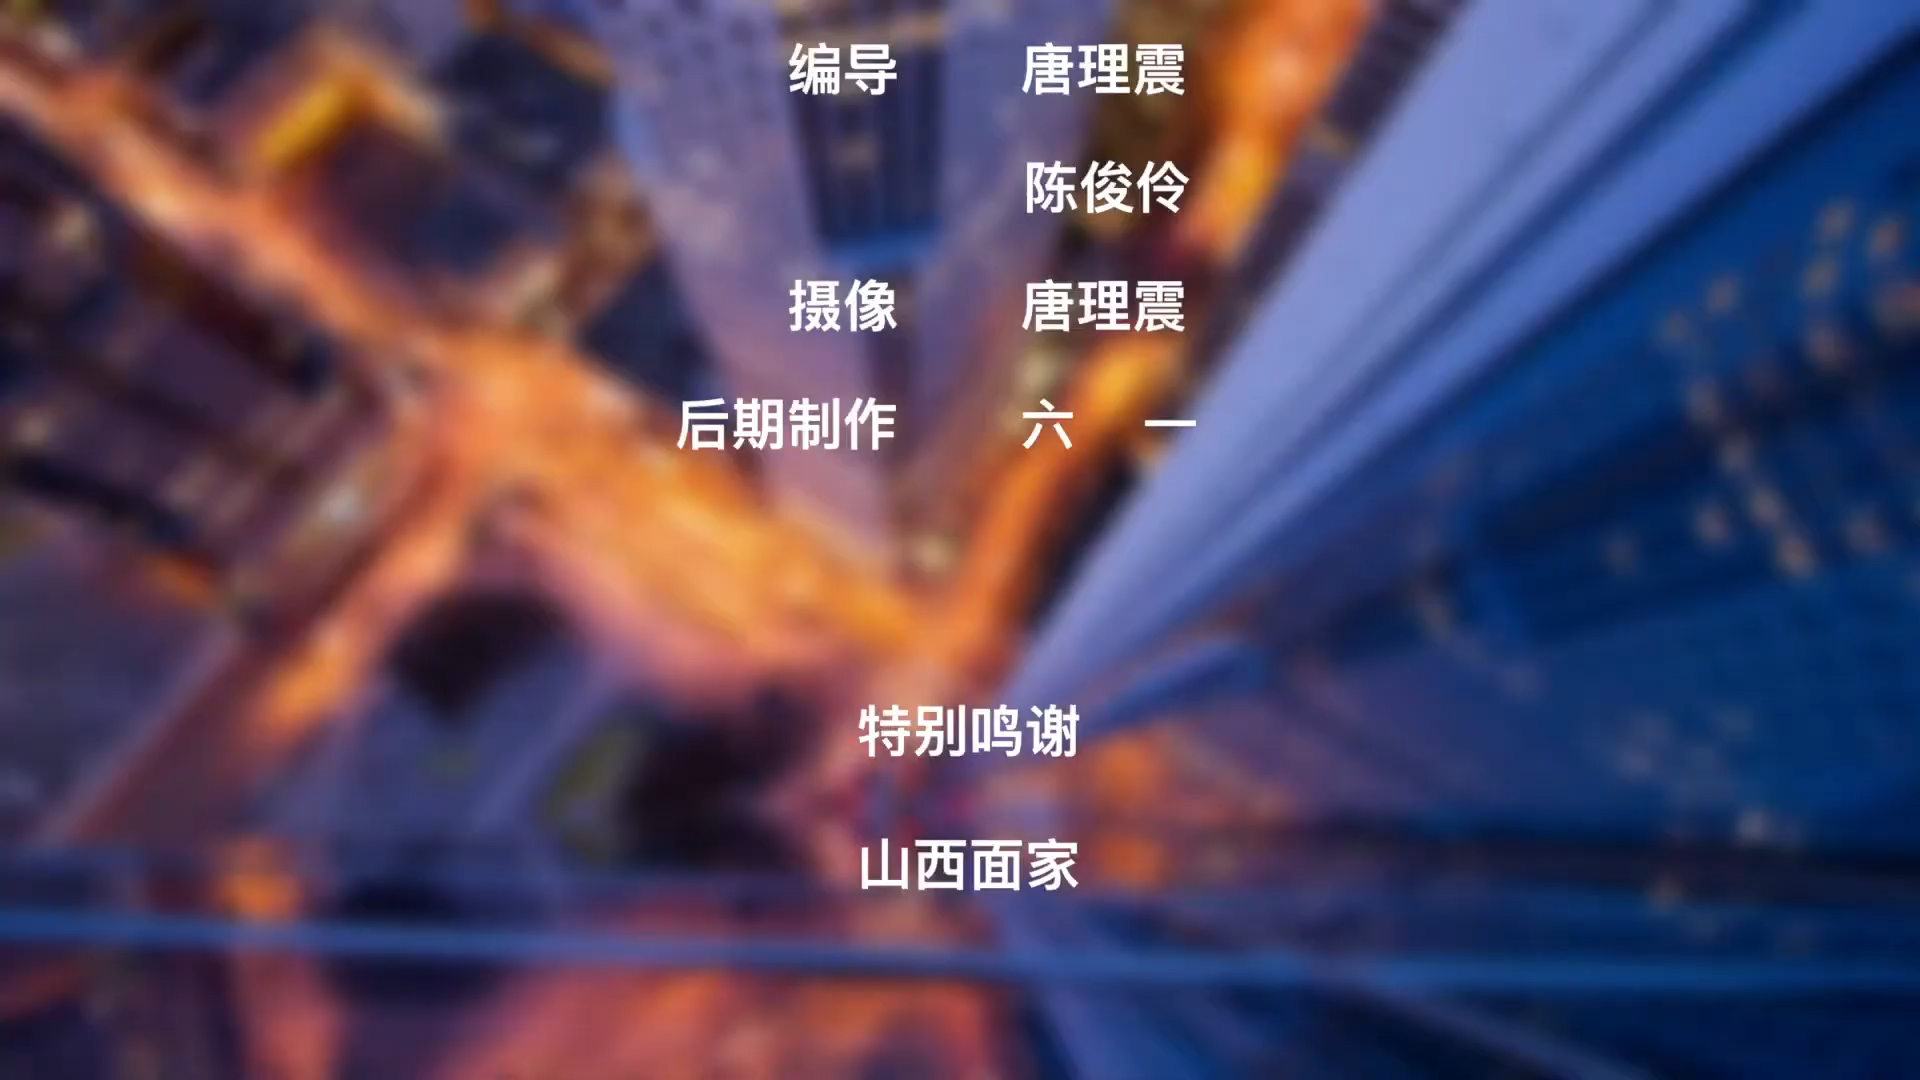 编导 唐理震
陈俊伶
摄像 唐理震
后期制作 六 一
特别鸣谢
山西面家